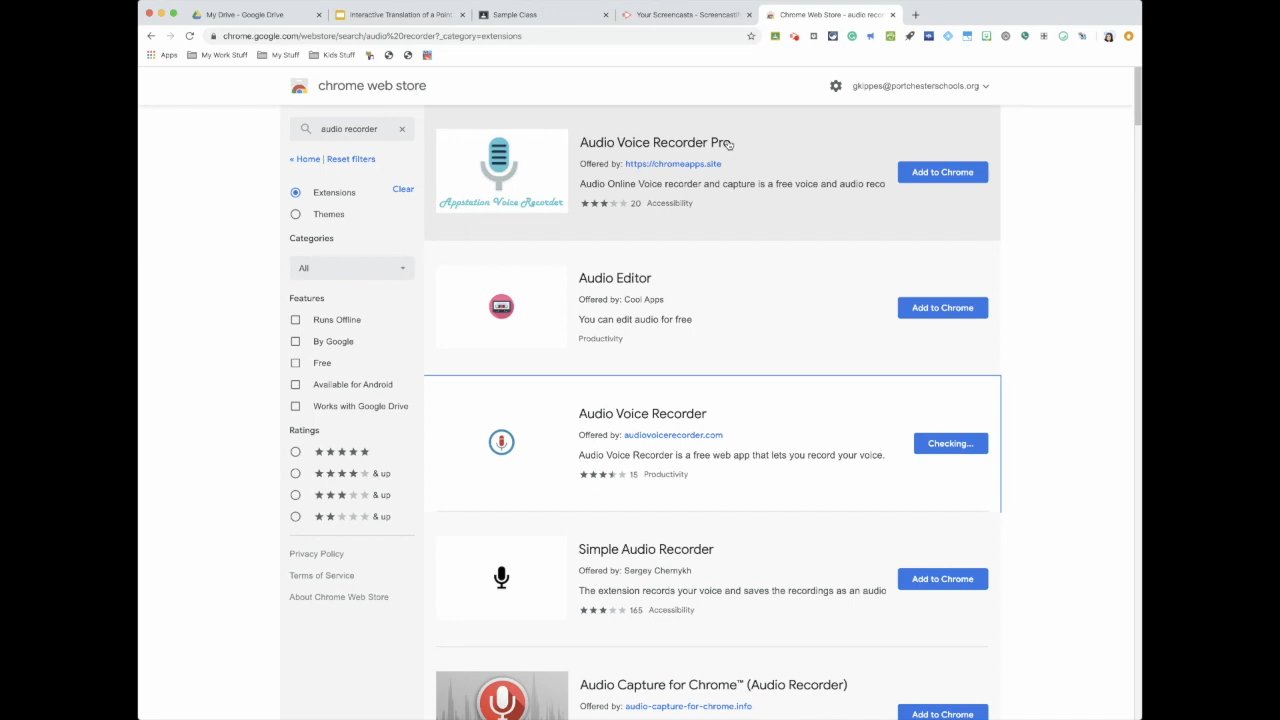 My Drive - Google Drive
Interactive Translation of a Poin
Sample Class
Your Screencasts - Screencastif
Chrome Web Store - audio recor
chrome.google.com/webstore/search/audio%20recorder?_category=extensions
Apps
My Work Stuff
My Stuff
Kids Stuff
chrome web store
gkippes@portchesterschools.org
audio recorder
« Home | Reset filters
Extensions
Clear
Themes
Categories
All
Features
Runs Offline
By Google
Free
Available for Android
Works with Google Drive
Ratings
& up
& up
& up
Privacy Policy
Terms of Service
About Chrome Web Store
Appstation Voice Recorder
Audio Voice Recorder Pro
Offered by: https://chromeapps.site
Audio Online Voice recorder and capture is a free voice and audio reco
20 Accessibility
Add to Chrome
Audio Editor
Offered by: Cool Apps
You can edit audio for free
Productivity
Add to Chrome
Audio Voice Recorder
Offered by: audiovoicerecorder.com
Audio Voice Recorder is a free web app that lets you record your voice.
15 Productivity
Checking...
Simple Audio Recorder
Offered by: Sergey Chernykh
The extension records your voice and saves the recordings as an audio
165 Accessibility
Add to Chrome
Audio Capture for Chrome™ (Audio Recorder)
Offered by: audio-capture-for-chrome.info
Add to Chrome